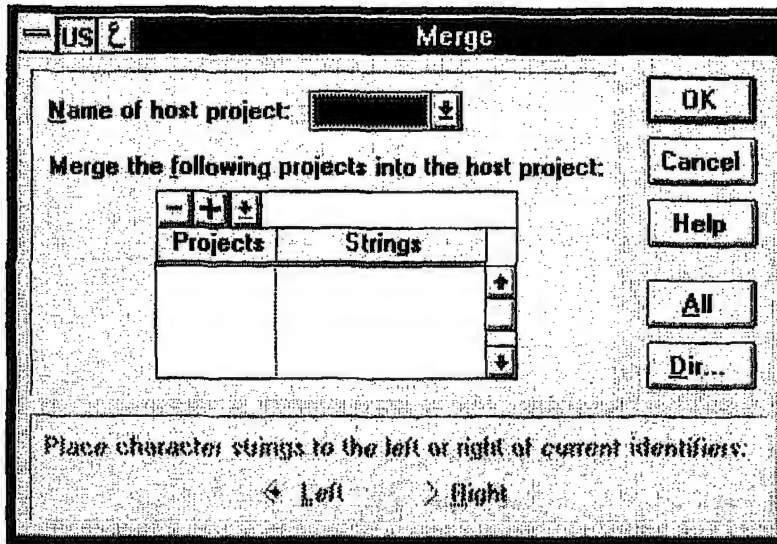 US ع Merge
Name of host project:
OK
Merge the following projects into the host project:
Cancel
Help
− + ±
Projects Strings
All
Dir...
Place character strings to the left or right of current identifiers:
Left Right